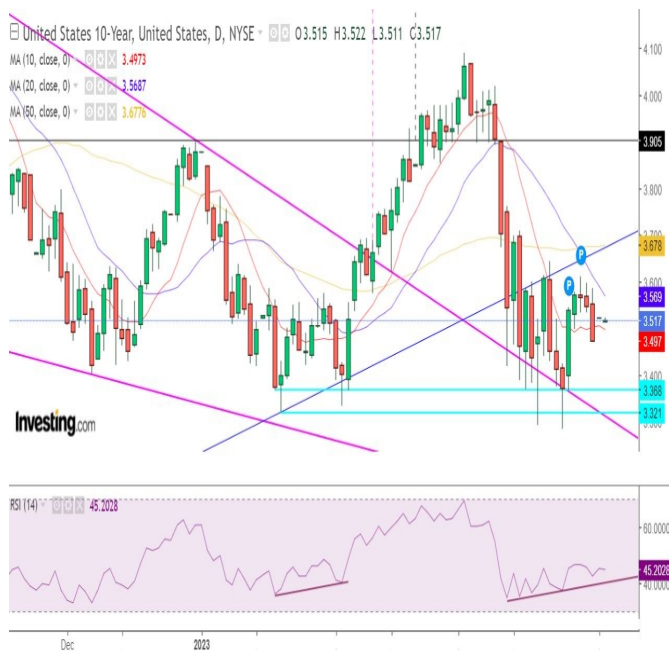 United States 10-Year, United States, D, NYSE O3.515 H3.522 L3.511 C3.517
MA (10, close, 0) 3.4973
MA (20, close, 0) 3.5687
MA (50, close, 0) 3.6776
4.100
4.000
3.905
3.800
3.678
3.600
3.569
3.517
3.497
3.400
3.368
3.321
P
P
Investing.com
RSI (14) 45.2028
60.0000
45.2028
40.0000
Dec 2023